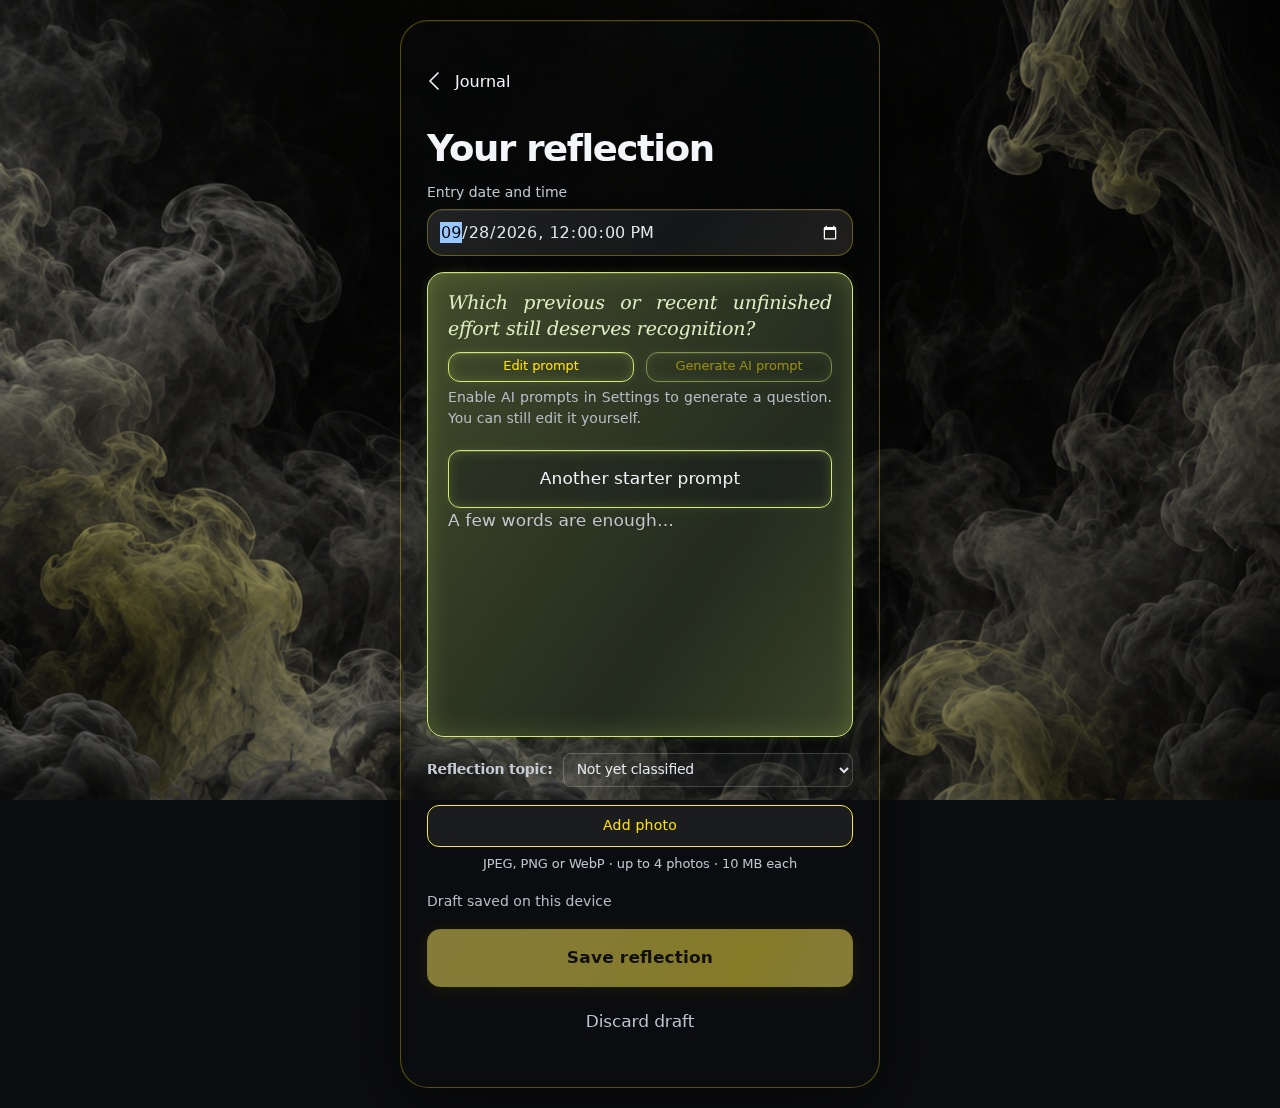 Journal
Your reflection
Entry date and time
09/28/2026, 12:00:00 PM
Which previous or recent unfinished
effort still deserves recognition?
Edit prompt
Generate AI prompt
Enable AI prompts in Settings to generate a question.
You can still edit it yourself.
Another starter prompt
A few words are enough…
Reflection topic:
Not yet classified
Add photo
JPEG, PNG or WebP · up to 4 photos · 10 MB each
Draft saved on this device
Save reflection
Discard draft